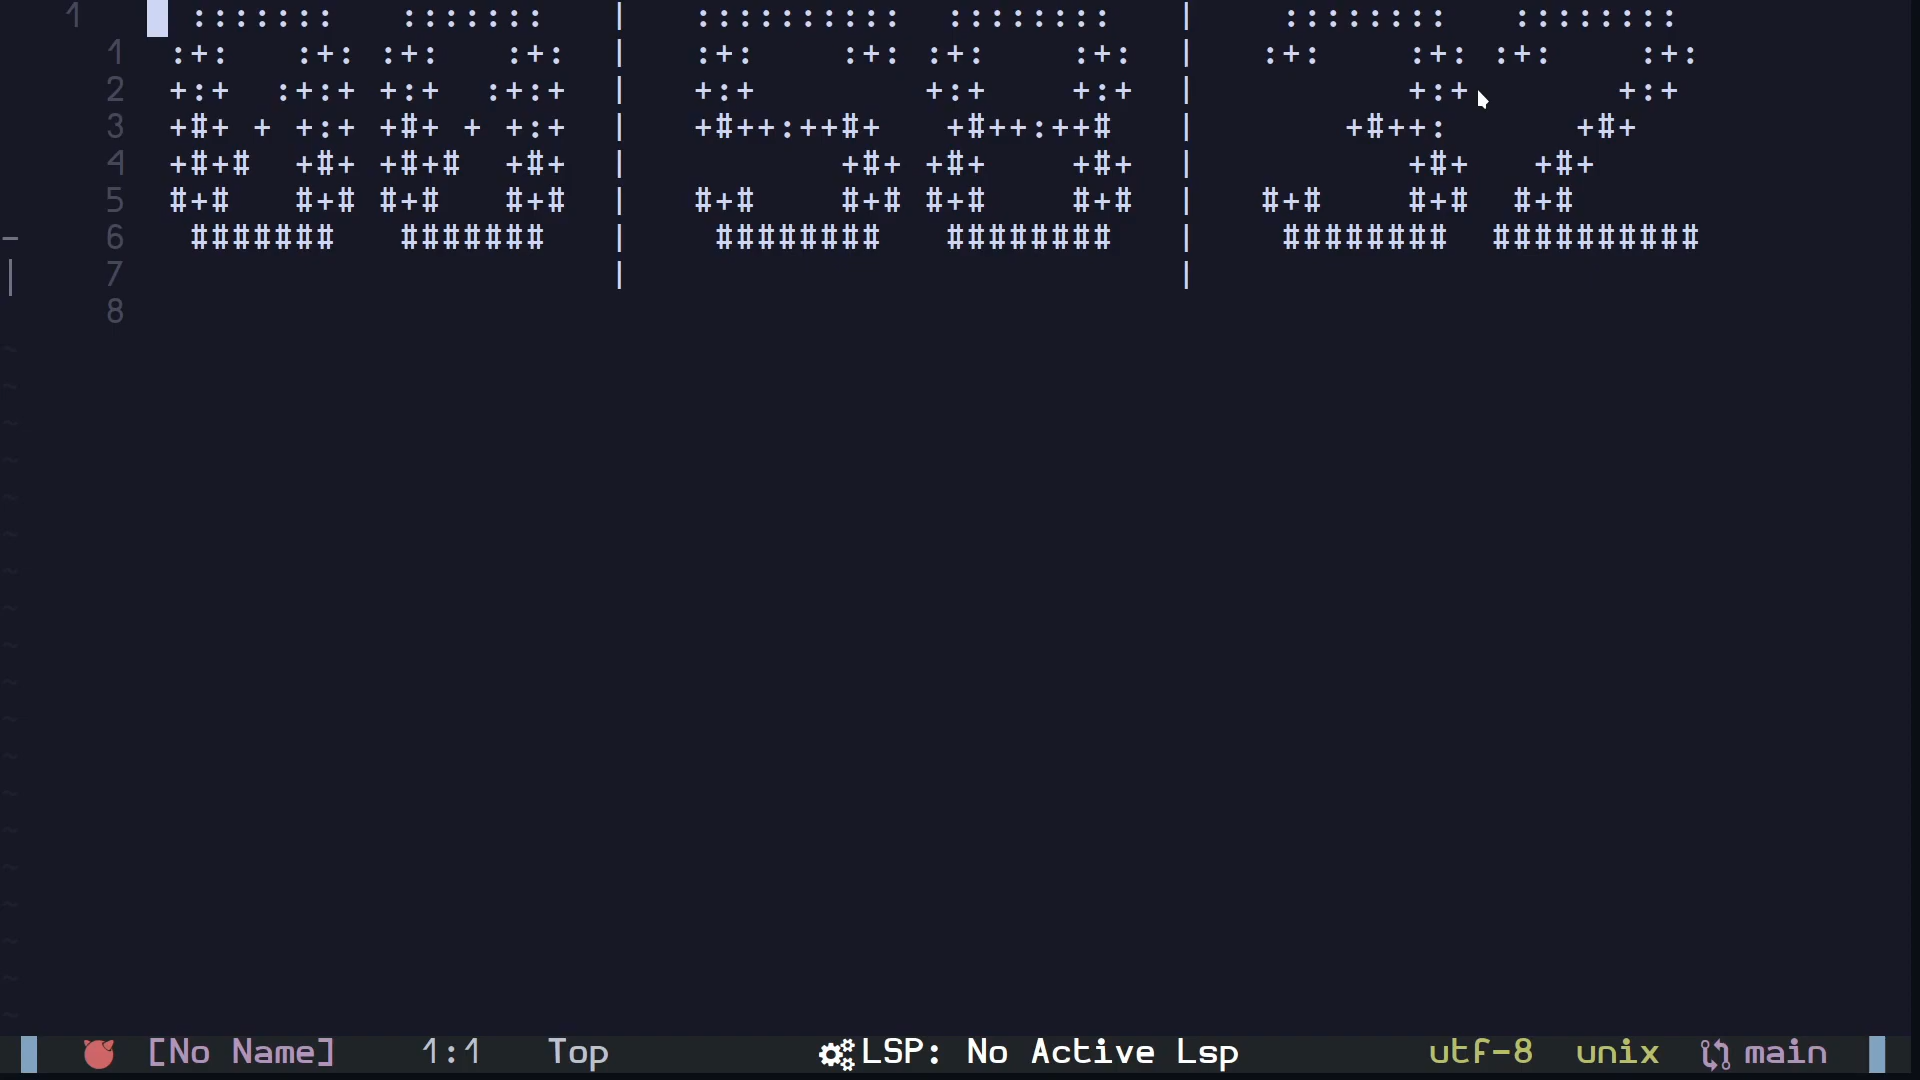 1     :::::::   :::::::   |   ::::::::::  ::::::::   |    ::::::::   ::::::::
1  :+:   :+: :+:   :+:  |   :+:    :+: :+:    :+:  |   :+:    :+: :+:    :+:
2  +:+  :+:+ +:+  :+:+  |   +:+        +:+    +:+  |          +:+       +:+
3  +#+ + +:+ +#+ + +:+  |   +#++:++#+   +#++:++#   |       +#++:      +#+
4  +#+#  +#+ +#+#  +#+  |          +#+ +#+    +#+  |          +#+   +#+
5  #+#   #+# #+#   #+#  |   #+#    #+# #+#    #+#  |   #+#    #+#  #+#
6   #######   #######   |    ########   ########   |    ########  ##########
7                       |                          |
8
[No Name] 1:1 Top LSP: No Active Lsp utf-8 unix main